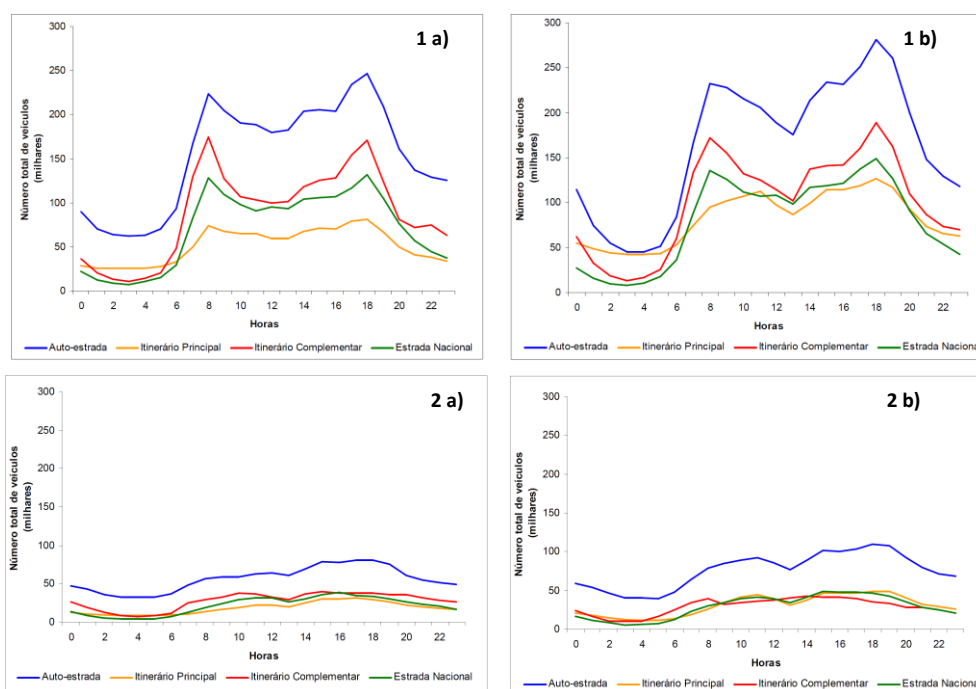 1 a)
Número total de veículos
(milhares)
300
250
200
150
100
50
0
0 2 4 6 8 10 12 14 16 18 20 22
Horas
Auto-estrada Itinerário Principal Itinerário Complementar Estrada Nacional
1 b)
Número total de veículos
(milhares)
300
250
200
150
100
50
0
0 2 4 6 8 10 12 14 16 18 20 22
Horas
Auto-estrada Itinerário Principal Itinerário Complementar Estrada Nacional
2 a)
Número total de veículos
(milhares)
300
250
200
150
100
50
0
0 2 4 6 8 10 12 14 16 18 20 22
Horas
Auto-estrada Itinerário Principal Itinerário Complementar Estrada Nacional
2 b)
Número total de veículos
(milhares)
300
250
200
150
100
50
0
0 2 4 6 8 10 12 14 16 18 20 22
Horas
Auto-estrada Itinerário Principal Itinerário Complementar Estrada Nacional